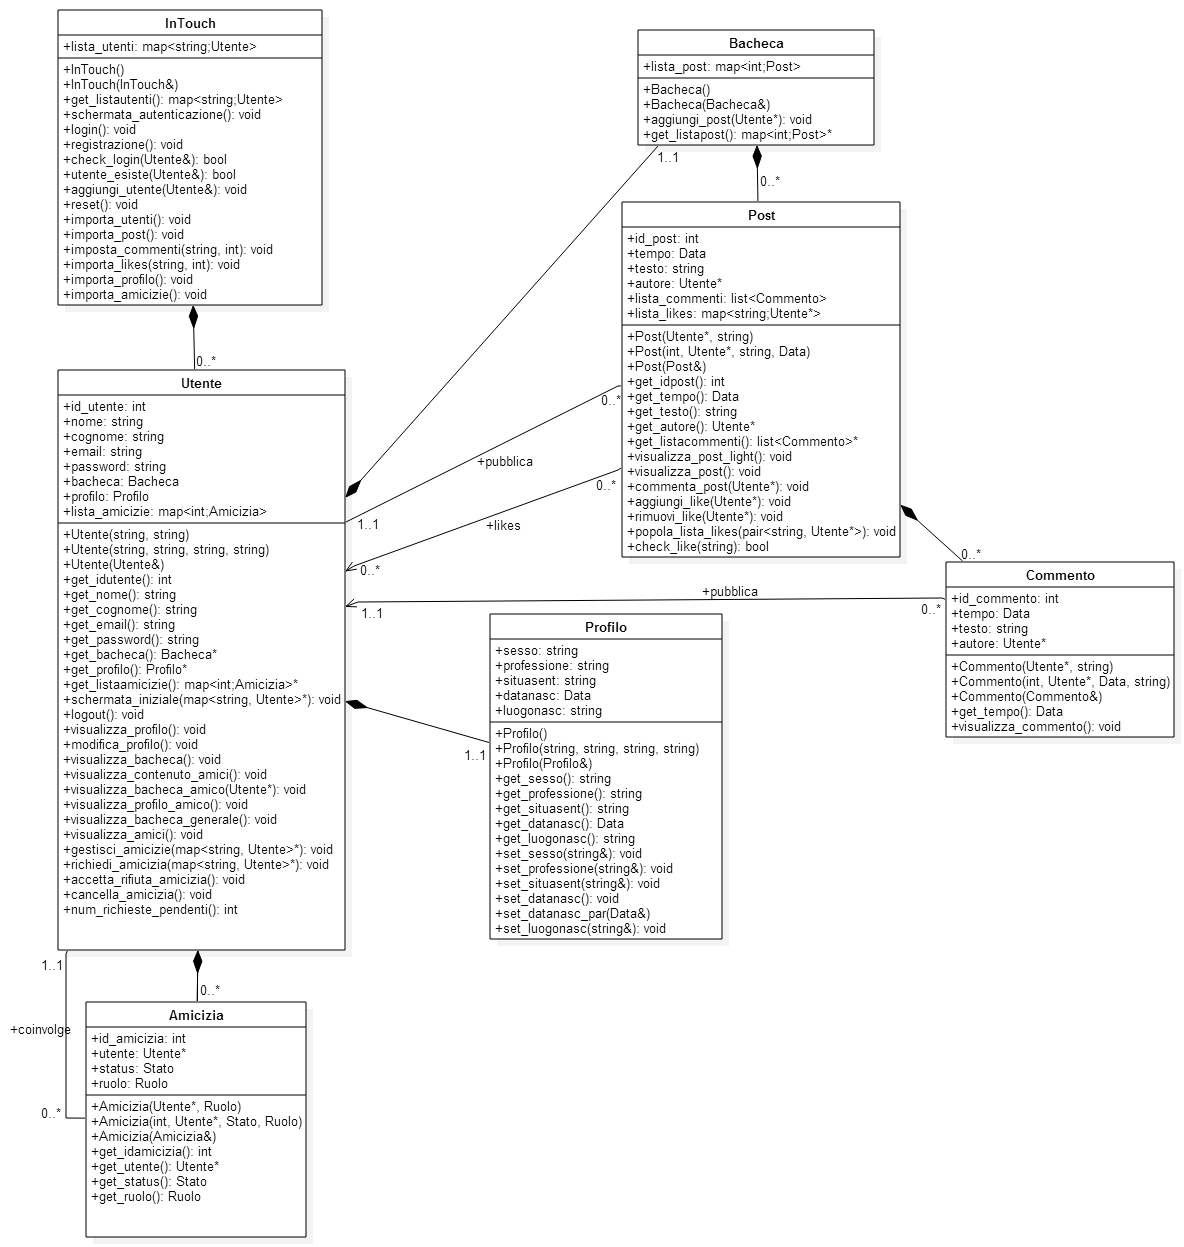 InTouch
+lista_utenti: map<string;Utente>
+InTouch()
+InTouch(InTouch&)
+get_listautenti(): map<string;Utente>
+schermata_autenticazione(): void
+login(): void
+registrazione(): void
+check_login(Utente&): bool
+utente_esiste(Utente&): bool
+aggiungi_utente(Utente&): void
+reset(): void
+importa_utenti(): void
+importa_post(): void
+imposta_commenti(string, int): void
+importa_likes(string, int): void
+importa_profilo(): void
+importa_amicizie(): void
0..*
Bacheca
+lista_post: map<int;Post>
+Bacheca()
+Bacheca(Bacheca&)
+aggiungi_post(Utente*): void
+get_listapost(): map<int;Post>*
1..1
0..*
Post
+id_post: int
+tempo: Data
+testo: string
+autore: Utente*
+lista_commenti: list<Commento>
+lista_likes: map<string;Utente*>
+Post(Utente*, string)
+Post(int, Utente*, string, Data)
+Post(Post&)
+get_idpost(): int
+get_tempo(): Data
+get_testo(): string
+get_autore(): Utente*
+get_listacommenti(): list<Commento>*
+visualizza_post_light(): void
+visualizza_post(): void
+commenta_post(Utente*): void
+aggiungi_like(Utente*): void
+rimuovi_like(Utente*): void
+popola_lista_likes(pair<string, Utente*>): void
+check_like(string): bool
0..*
+pubblica
1..1
0..*
+likes
0..*
0..*
Utente
+id_utente: int
+nome: string
+cognome: string
+email: string
+password: string
+bacheca: Bacheca
+profilo: Profilo
+lista_amicizie: map<int;Amicizia>
+Utente(string, string)
+Utente(string, string, string, string)
+Utente(Utente&)
+get_idutente(): int
+get_nome(): string
+get_cognome(): string
+get_email(): string
+get_password(): string
+get_bacheca(): Bacheca*
+get_profilo(): Profilo*
+get_listaamicizie(): map<int;Amicizia>*
+schermata_iniziale(map<string, Utente>*): void
+logout(): void
+visualizza_profilo(): void
+modifica_profilo(): void
+visualizza_bacheca(): void
+visualizza_contenuto_amici(): void
+visualizza_bacheca_amico(Utente*): void
+visualizza_profilo_amico(): void
+visualizza_bacheca_generale(): void
+visualizza_amici(): void
+gestisci_amicizie(map<string, Utente>*): void
+richiedi_amicizia(map<string, Utente>*): void
+accetta_rifiuta_amicizia(): void
+cancella_amicizia(): void
+num_richieste_pendenti(): int
+pubblica
1..1
0..*
Commento
+id_commento: int
+tempo: Data
+testo: string
+autore: Utente*
+Commento(Utente*, string)
+Commento(int, Utente*, Data, string)
+Commento(Commento&)
+get_tempo(): Data
+visualizza_commento(): void
Profilo
+sesso: string
+professione: string
+situasent: string
+datanasc: Data
+luogonasc: string
+Profilo()
+Profilo(string, string, string, string)
+Profilo(Profilo&)
+get_sesso(): string
+get_professione(): string
+get_situasent(): string
+get_datanasc(): Data
+get_luogonasc(): string
+set_sesso(string&): void
+set_professione(string&): void
+set_situasent(string&): void
+set_datanasc(): void
+set_datanasc_par(Data&)
+set_luogonasc(string&): void
1..1
1..1
+coinvolge
0..*
0..*
Amicizia
+id_amicizia: int
+utente: Utente*
+status: Stato
+ruolo: Ruolo
+Amicizia(Utente*, Ruolo)
+Amicizia(int, Utente*, Stato, Ruolo)
+Amicizia(Amicizia&)
+get_idamicizia(): int
+get_utente(): Utente*
+get_status(): Stato
+get_ruolo(): Ruolo